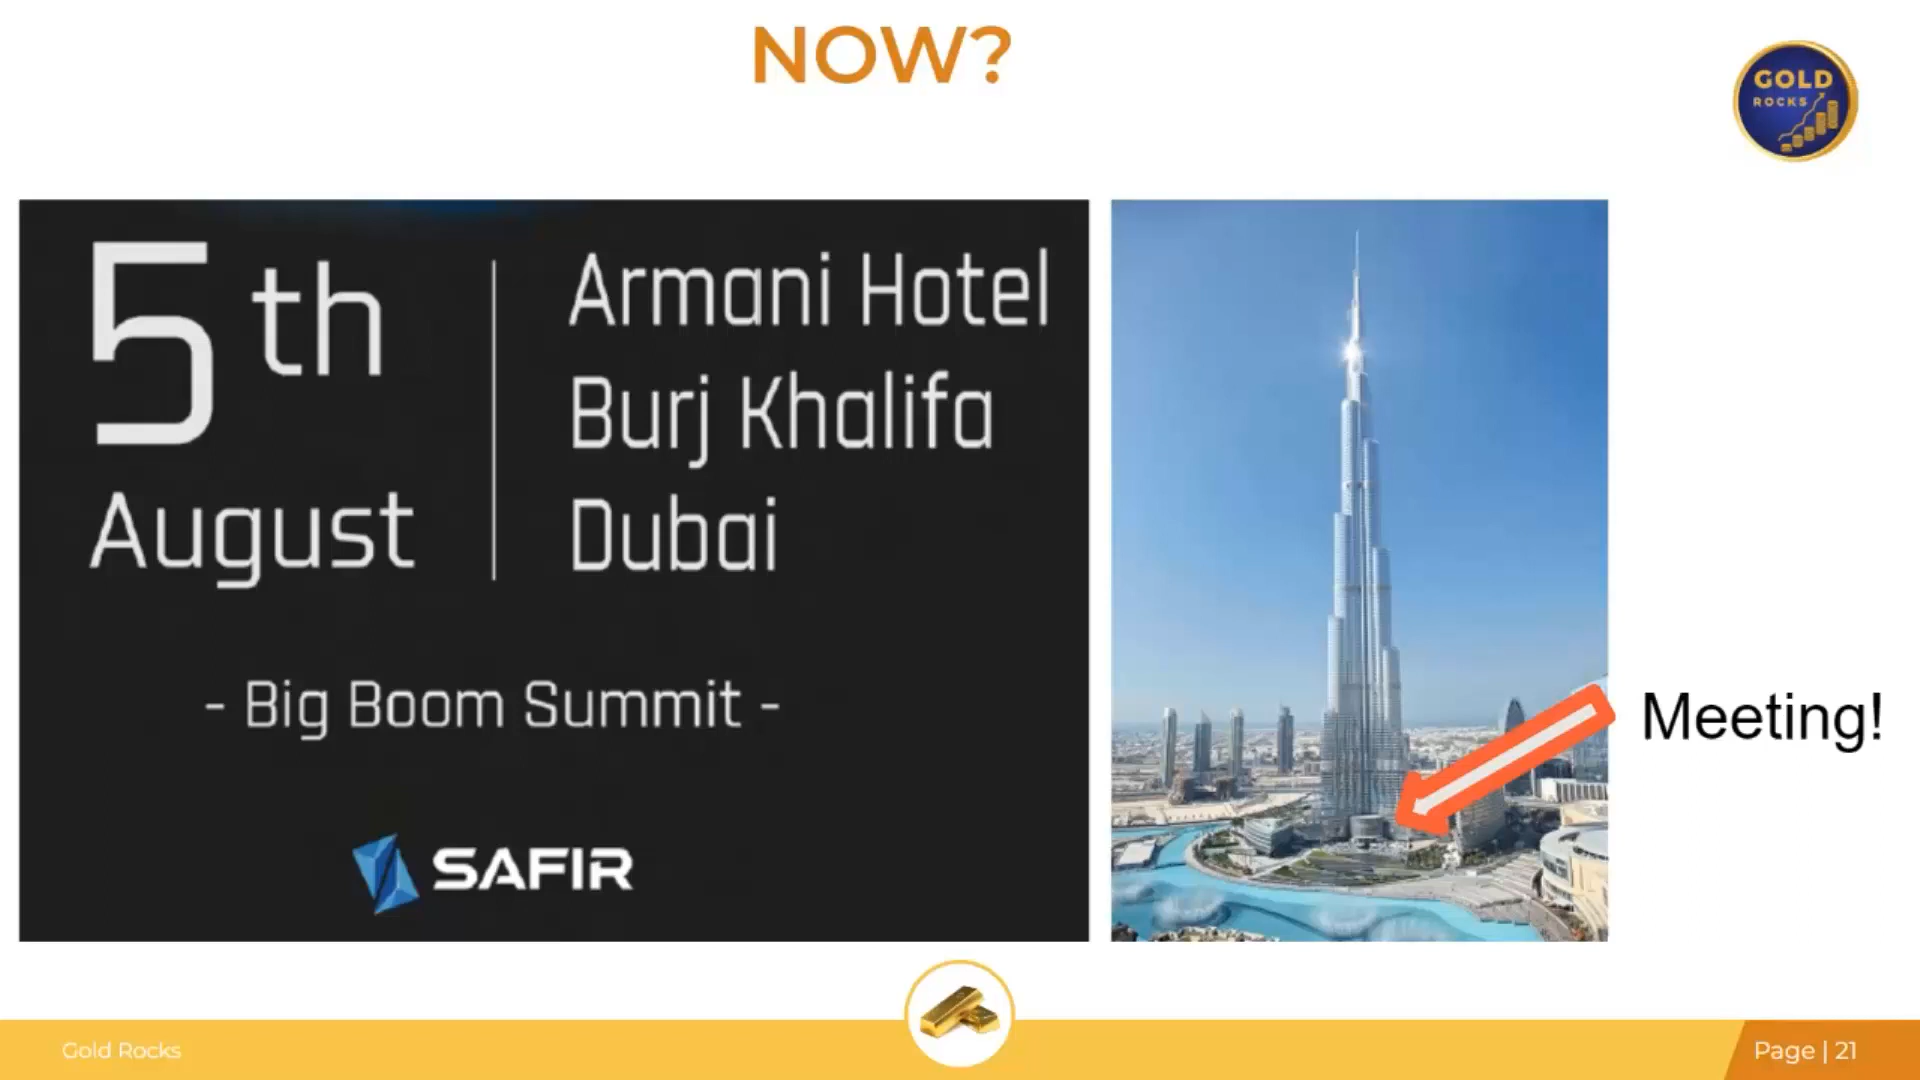 NOW?
GOLD
ROCKS
5th
August
Armani Hotel
Burj Khalifa
Dubai
- Big Boom Summit -
SAFIR
Meeting!
Gold Rocks
Page | 21